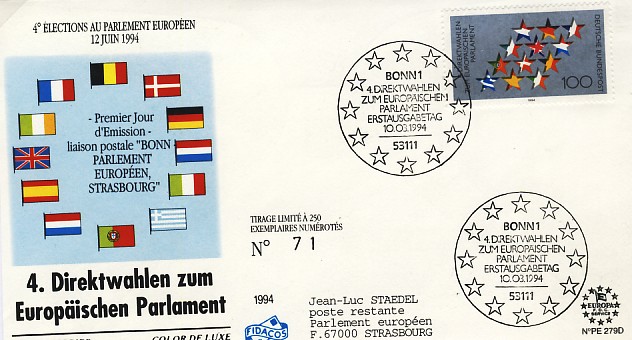 4e ÉLECTIONS AU PARLEMENT EUROPÉEN
12 JUIN 1994
- Premier Jour
d'Emission -
liaison postale "BONN -
PARLEMENT
EUROPÉEN,
STRASBOURG"
4. Direktwahlen zum
Europäischen Parlament
COLOR DE LUXE
TIRAGE LIMITÉ À 250
EXEMPLAIRES NUMÉROTÉS
N° 71
1994
FIDACOS
Jean-Luc STAEDEL
poste restante
Parlement européen
F.67000 STRASBOURG
BONN 1
4.DIREKTWAHLEN
ZUM EUROPÄISCHEN
PARLAMENT
ERSTAUSGABETAG
10.03.1994
53111
4.DIREKTWAHLEN
ZUM EUROPÄISCHEN
PARLAMENT
DEUTSCHE BUNDESPOST
100
BONN 1
4.DIREKTWAHLEN
ZUM EUROPÄISCHEN
PARLAMENT
ERSTAUSGABETAG
10.03.1994
53111
EUROPA
SERVICE
N°PE 279D